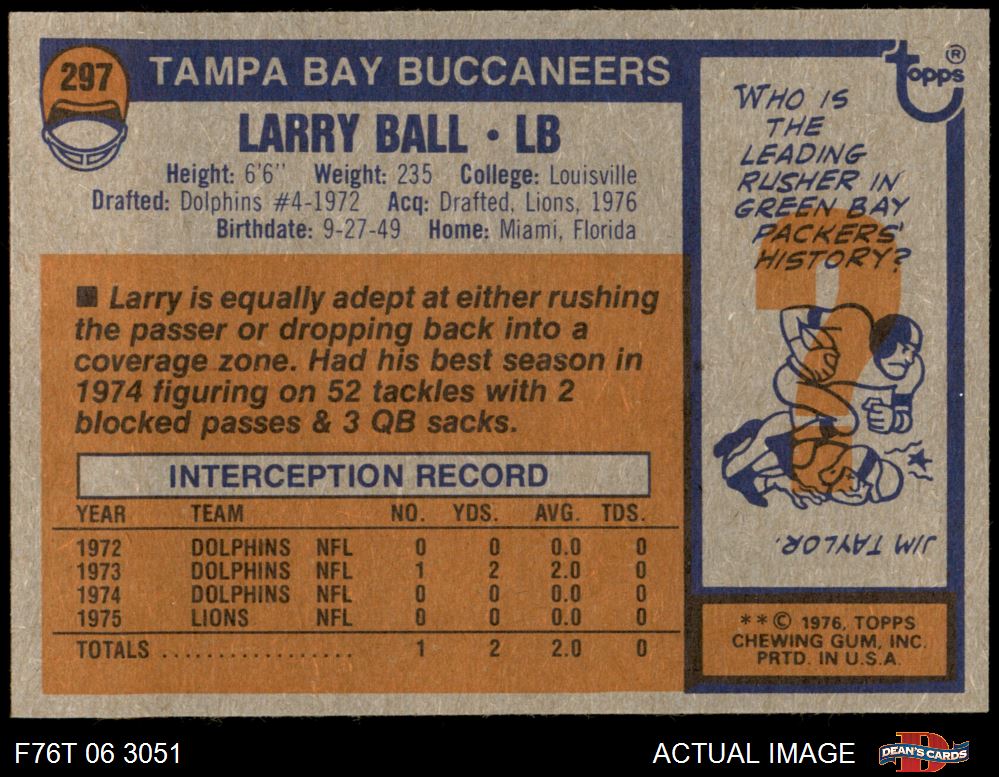 297
TAMPA BAY BUCCANEERS
LARRY BALL • LB
Height: 6'6" Weight: 235 College: Louisville
Drafted: Dolphins #4-1972 Acq: Drafted, Lions, 1976
Birthdate: 9-27-49 Home: Miami, Florida
■ Larry is equally adept at either rushing
the passer or dropping back into a
coverage zone. Had his best season in
1974 figuring on 52 tackles with 2
blocked passes & 3 QB sacks.
INTERCEPTION RECORD
YEAR TEAM NO. YDS. AVG. TDS.
1972 DOLPHINS NFL 0 0 0.0 0
1973 DOLPHINS NFL 1 2 2.0 0
1974 DOLPHINS NFL 0 0 0.0 0
1975 LIONS NFL 0 0 0.0 0
TOTALS ................. 1 2 2.0 0
topps ®
WHO IS
THE
LEADING
RUSHER IN
GREEN BAY
PACKERS'
HISTORY?
?
JIM TAYLOR.
**© 1976, TOPPS
CHEWING GUM, INC.
PRTD. IN U.S.A.
F76T 06 3051
ACTUAL IMAGE
D
DEAN'S CARDS